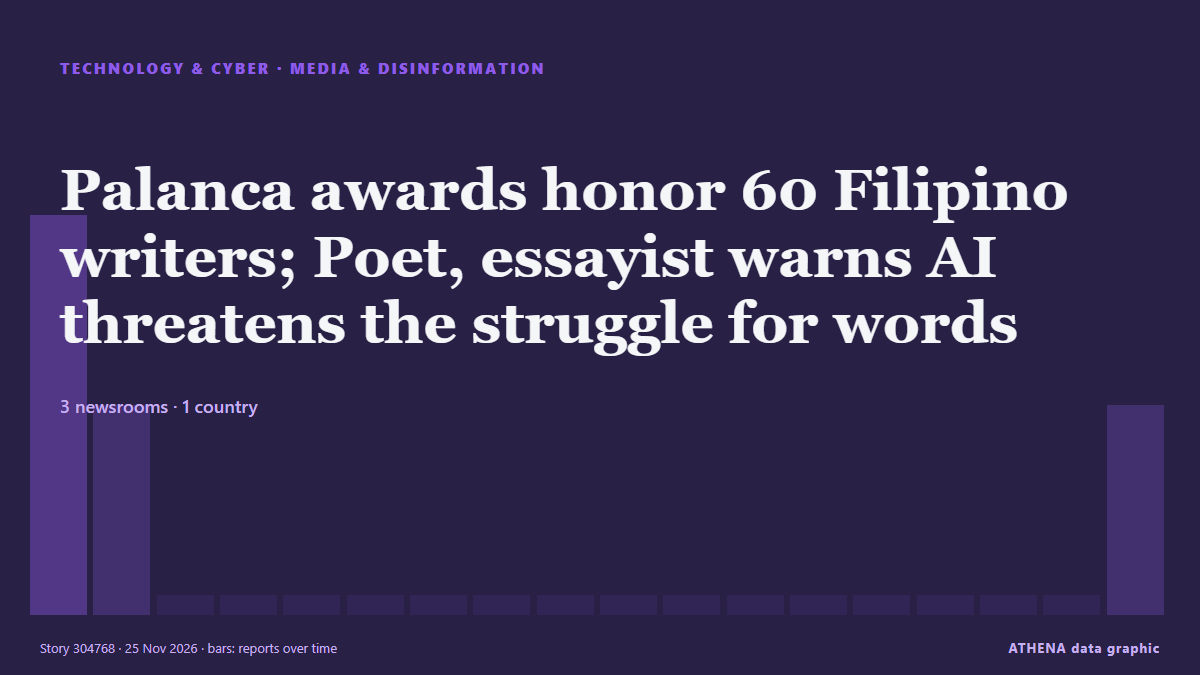 TECHNOLOGY & CYBER · MEDIA & DISINFORMATION
Palanca awards honor 60 Filipino
writers; Poet, essayist warns AI
threatens the struggle for words
3 newsrooms · 1 country
Story 304768 · 25 Nov 2026 · bars: reports over time
ATHENA data graphic